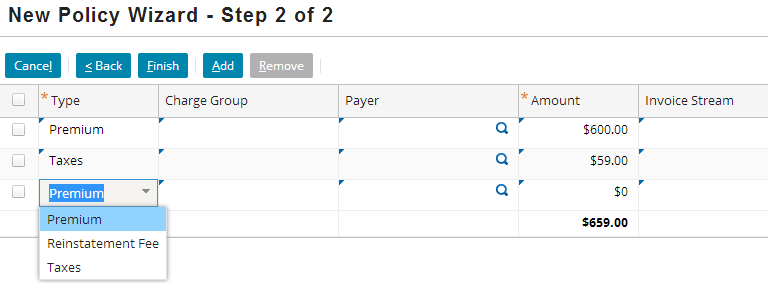 New Policy Wizard - Step 2 of 2
Cancel < Back Finish Add Remove
* Type Charge Group Payer * Amount Invoice Stream
Premium $600.00
Taxes $59.00
Premium $0
Premium $659.00
Reinstatement Fee
Taxes